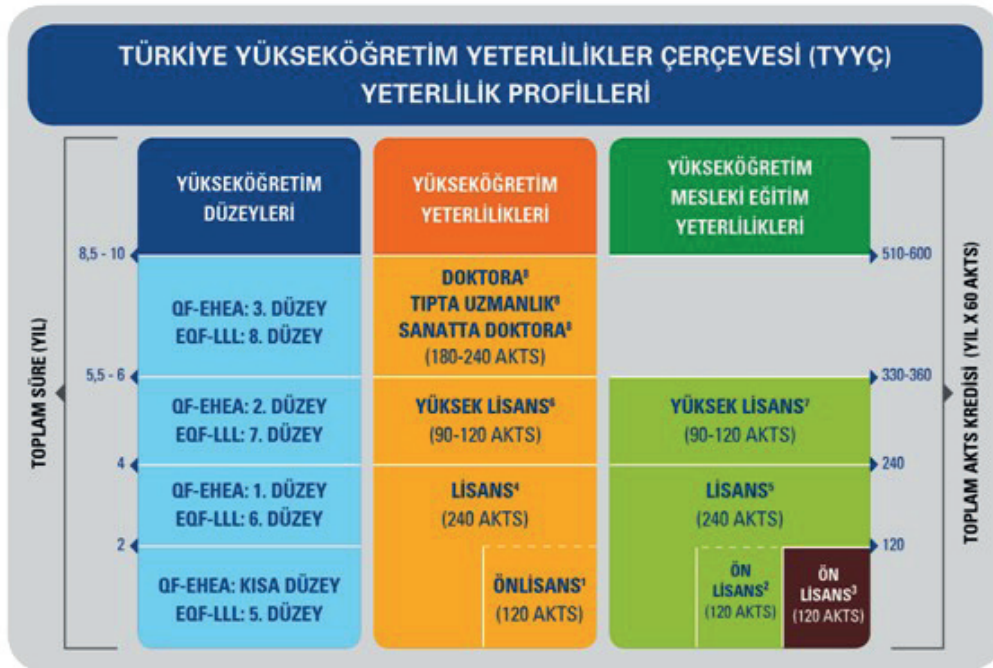 TÜRKİYE YÜKSEKÖĞRETİM YETERLİLİKLER ÇERÇEVESİ (TYYÇ)
YETERLİLİK PROFİLLERİ
TOPLAM SÜRE (YIL)
8,5 - 10
5,5 - 6
4
2
YÜKSEKÖĞRETİM
DÜZEYLERİ
QF-EHEA: 3. DÜZEY
EQF-LLL: 8. DÜZEY
QF-EHEA: 2. DÜZEY
EQF-LLL: 7. DÜZEY
QF-EHEA: 1. DÜZEY
EQF-LLL: 6. DÜZEY
QF-EHEA: KISA DÜZEY
EQF-LLL: 5. DÜZEY
YÜKSEKÖĞRETİM
YETERLİLİKLERİ
DOKTORA⁸
TIPTA UZMANLIK⁸
SANATTA DOKTORA⁸
(180-240 AKTS)
YÜKSEK LİSANS⁶
(90-120 AKTS)
LİSANS⁴
(240 AKTS)
ÖNLİSANS¹
(120 AKTS)
YÜKSEKÖĞRETİM
MESLEKİ EĞİTİM
YETERLİLİKLERİ
YÜKSEK LİSANS⁷
(90-120 AKTS)
LİSANS⁵
(240 AKTS)
ÖN
LİSANS²
(120 AKTS)
ÖN
LİSANS³
(120 AKTS)
510-600
330-360
240
120
TOPLAM AKTS KREDİSİ (YIL X 60 AKTS)